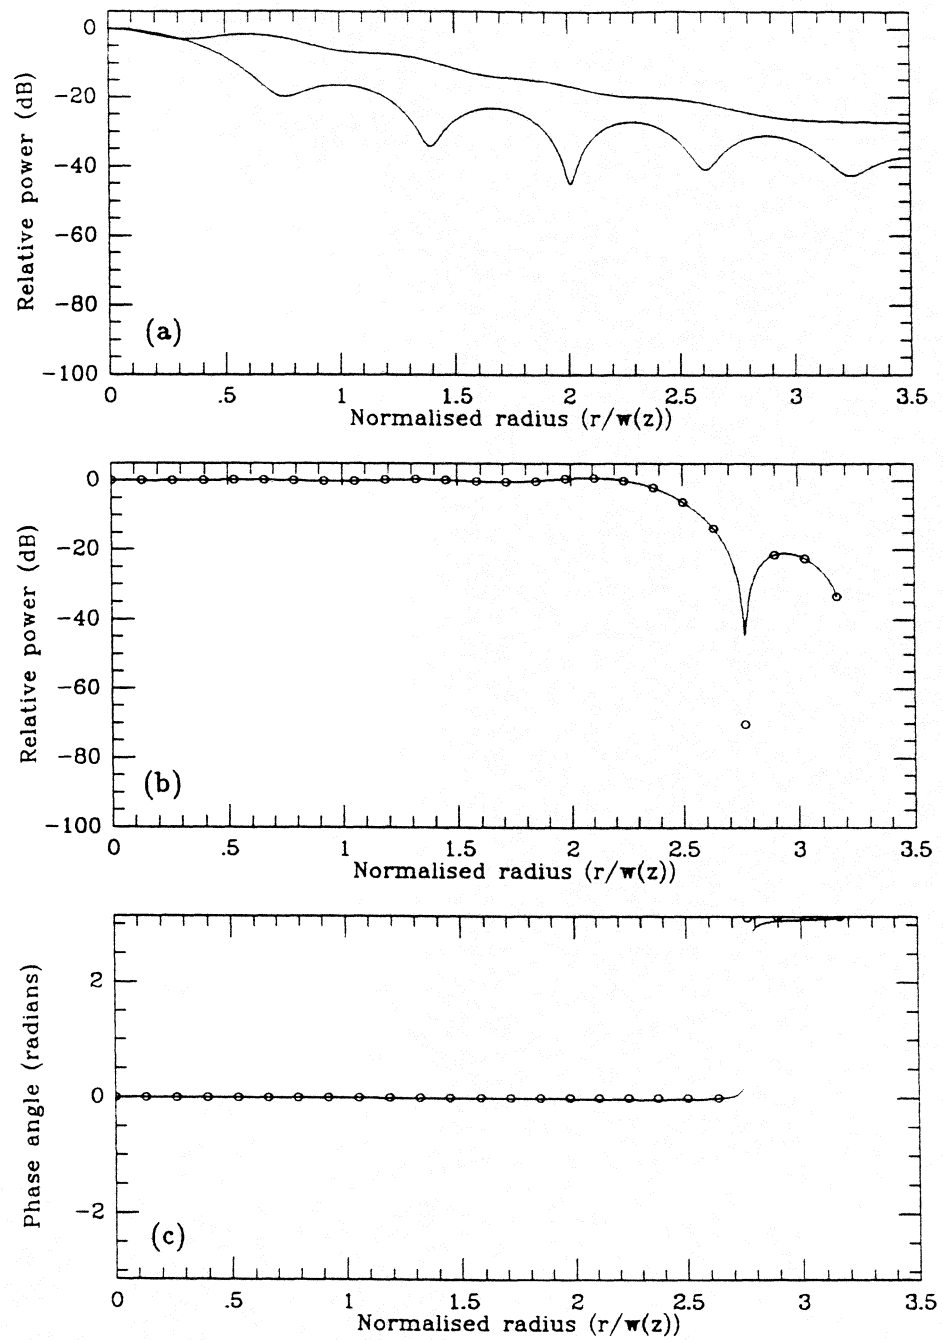 0
−20
−40
−60
−80
−100
Relative power (dB)
(a)
0 .5 1 1.5 2 2.5 3 3.5
Normalised radius (r/w(z))
0
−20
−40
−60
−80
−100
Relative power (dB)
(b)
0 .5 1 1.5 2 2.5 3 3.5
Normalised radius (r/w(z))
2
0
−2
Phase angle (radians)
(c)
0 .5 1 1.5 2 2.5 3 3.5
Normalised radius (r/w(z))